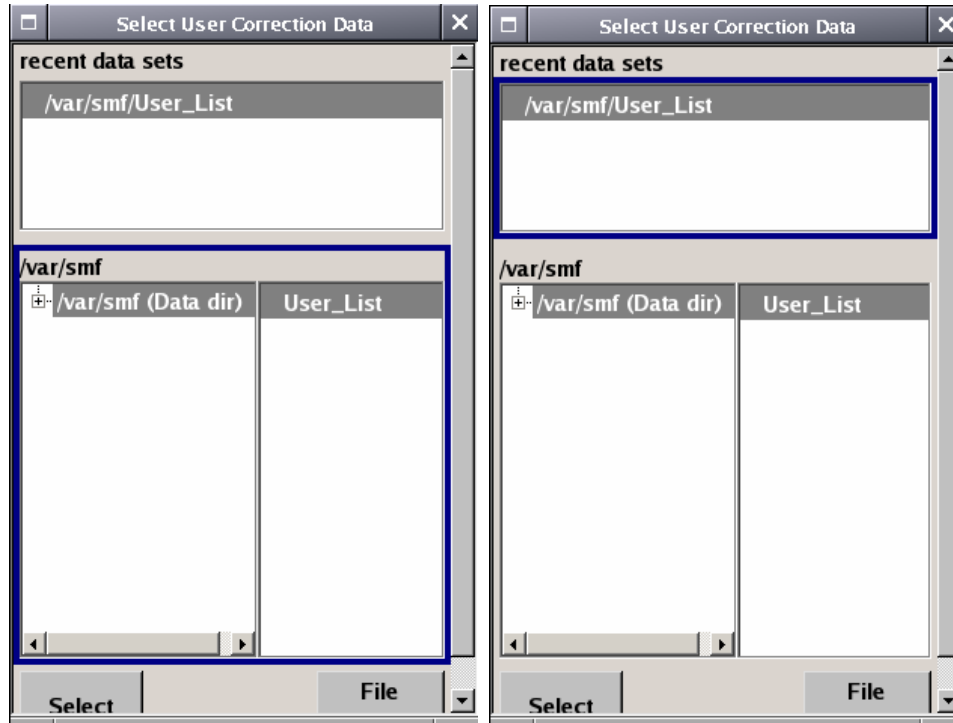 Select User Correction Data
recent data sets
/var/smf/User_List
/var/smf
/var/smf (Data dir)
User_List
Select
File
Select User Correction Data
recent data sets
/var/smf/User_List
/var/smf
/var/smf (Data dir)
User_List
Select
File